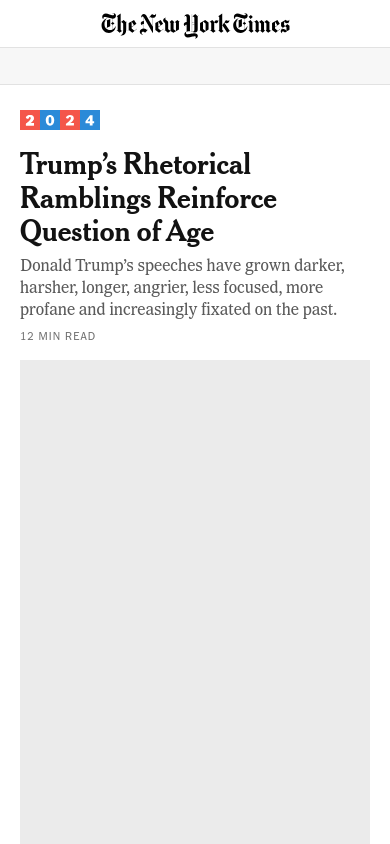 The New York Times
2024
Trump’s Rhetorical
Ramblings Reinforce
Question of Age
Donald Trump’s speeches have grown darker,
harsher, longer, angrier, less focused, more
profane and increasingly fixated on the past.
12 MIN READ